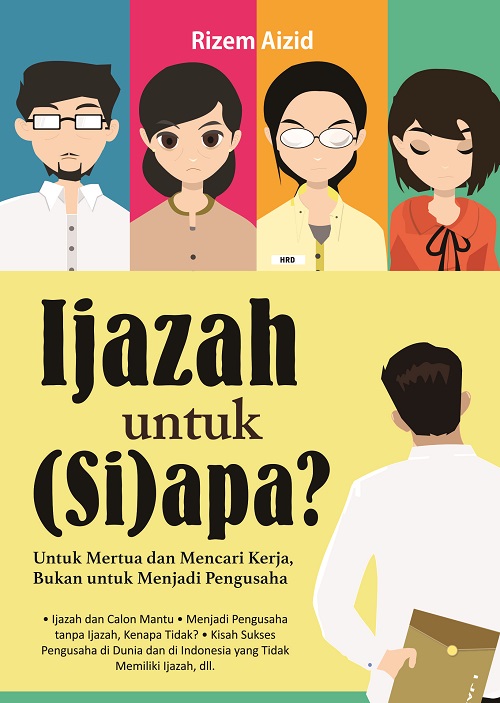 Rizem Aizid
HRD
Ijazah
untuk
(Si)apa?
Untuk Mertua dan Mencari Kerja,
Bukan untuk Menjadi Pengusaha
• Ijazah dan Calon Mantu • Menjadi Pengusaha
tanpa Ijazah, Kenapa Tidak? • Kisah Sukses
Pengusaha di Dunia dan di Indonesia yang Tidak
Memiliki Ijazah, dll.